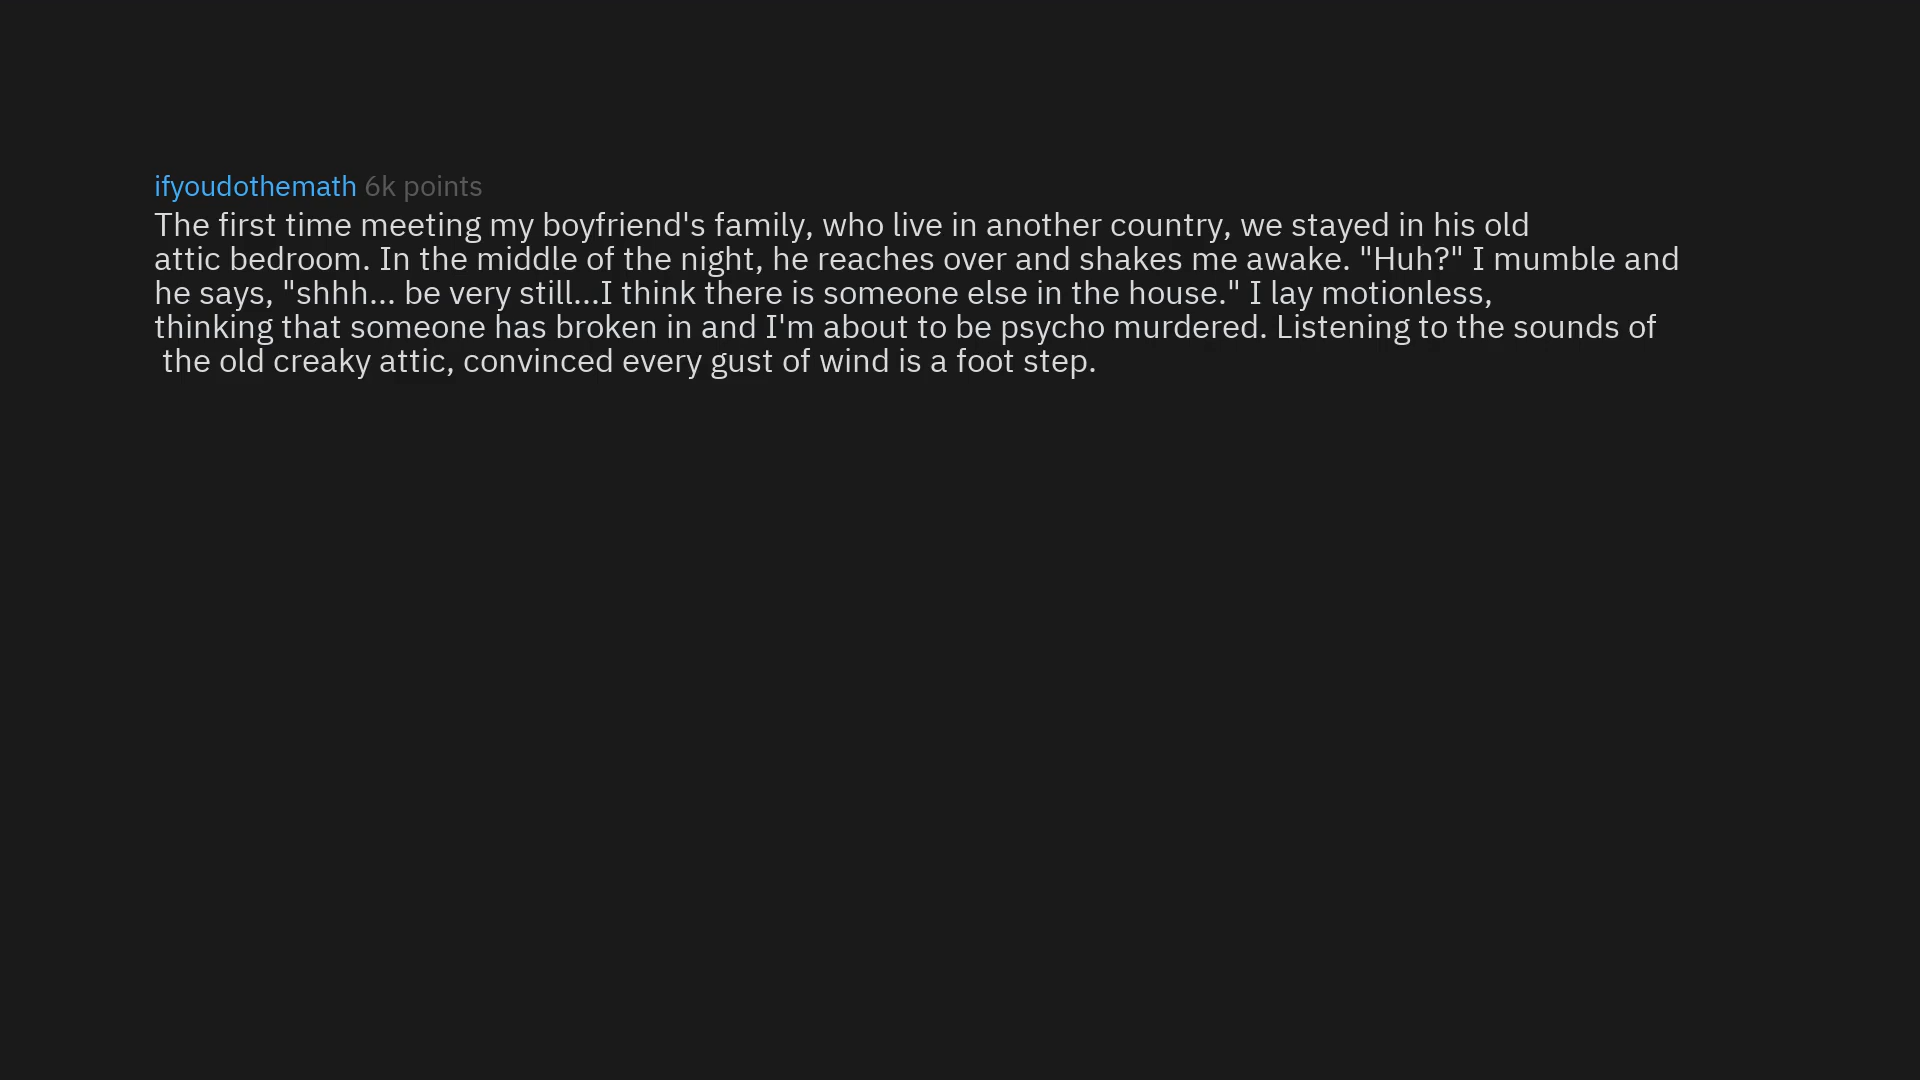 ifyoudothemath 6k points
The first time meeting my boyfriend's family, who live in another country, we stayed in his old
attic bedroom. In the middle of the night, he reaches over and shakes me awake. "Huh?" I mumble and
he says, "shhh... be very still...I think there is someone else in the house." I lay motionless,
thinking that someone has broken in and I'm about to be psycho murdered. Listening to the sounds of
the old creaky attic, convinced every gust of wind is a foot step.